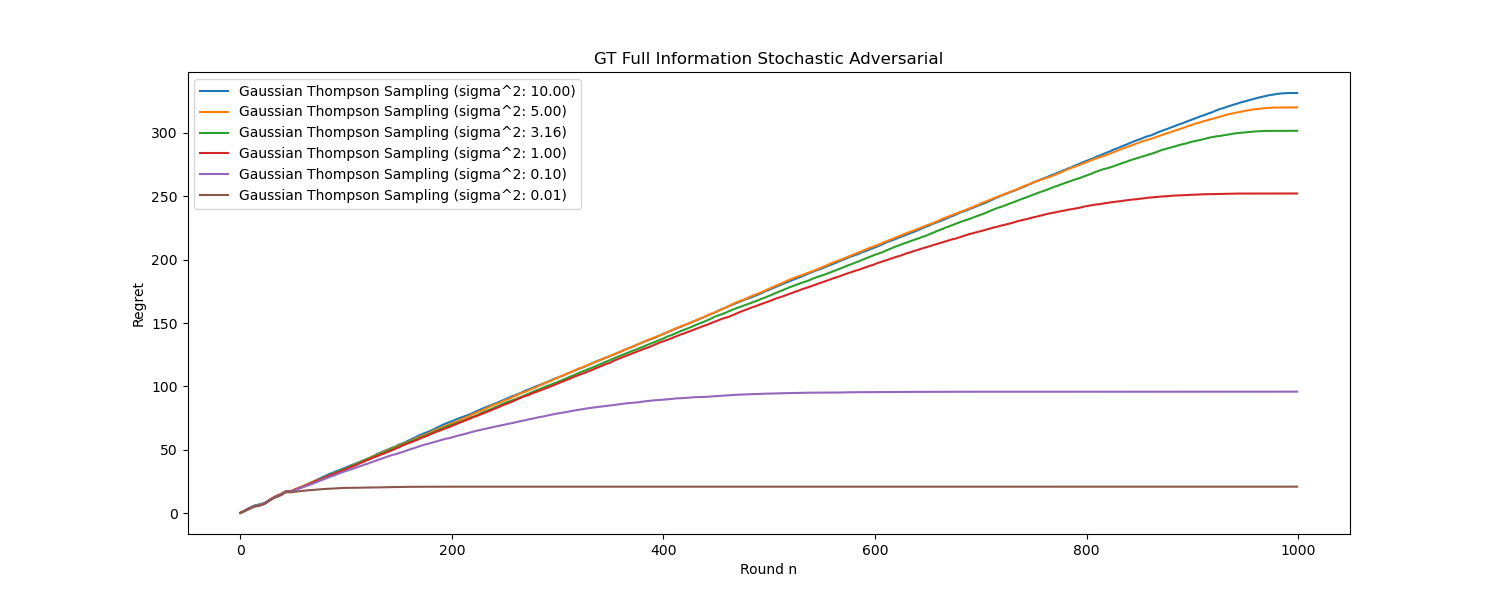 GT Full Information Stochastic Adversarial
Gaussian Thompson Sampling (sigma^2: 10.00)
Gaussian Thompson Sampling (sigma^2: 5.00)
Gaussian Thompson Sampling (sigma^2: 3.16)
Gaussian Thompson Sampling (sigma^2: 1.00)
Gaussian Thompson Sampling (sigma^2: 0.10)
Gaussian Thompson Sampling (sigma^2: 0.01)
Regret
300
250
200
150
100
50
0
0 200 400 600 800 1000
Round n